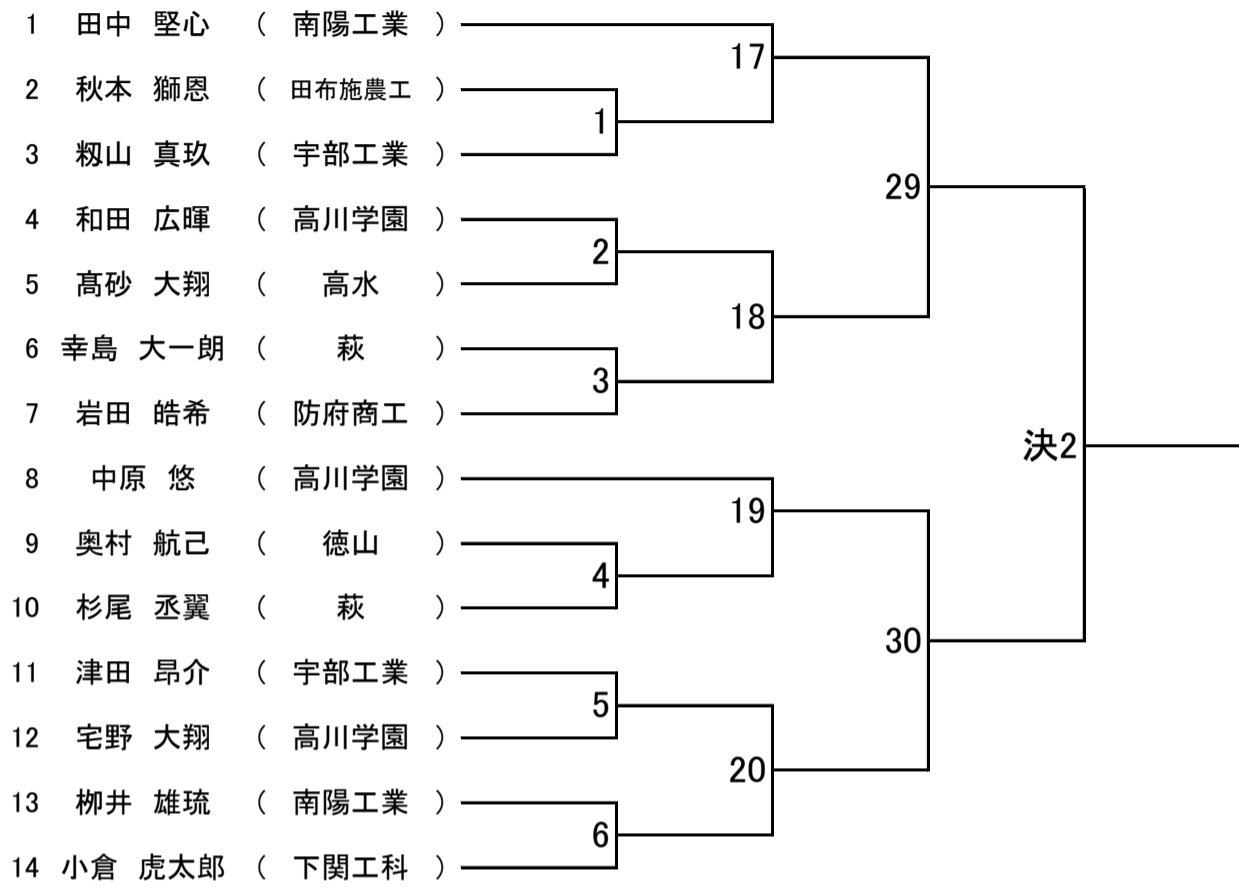 1 田中 堅心 ( 南陽工業 )
17
2 秋本 獅恩 ( 田布施農工 )
1
3 籾山 真玖 ( 宇部工業 )
29
4 和田 広暉 ( 高川学園 )
2
5 髙砂 大翔 ( 高水 )
18
6 幸島 大一朗 ( 萩 )
3
7 岩田 皓希 ( 防府商工 )
決2
8 中原 悠 ( 高川学園 )
19
9 奥村 航己 ( 徳山 )
4
10 杉尾 丞翼 ( 萩 )
30
11 津田 昂介 ( 宇部工業 )
5
12 宅野 大翔 ( 高川学園 )
20
13 栁井 雄琉 ( 南陽工業 )
6
14 小倉 虎太郎 ( 下関工科 )